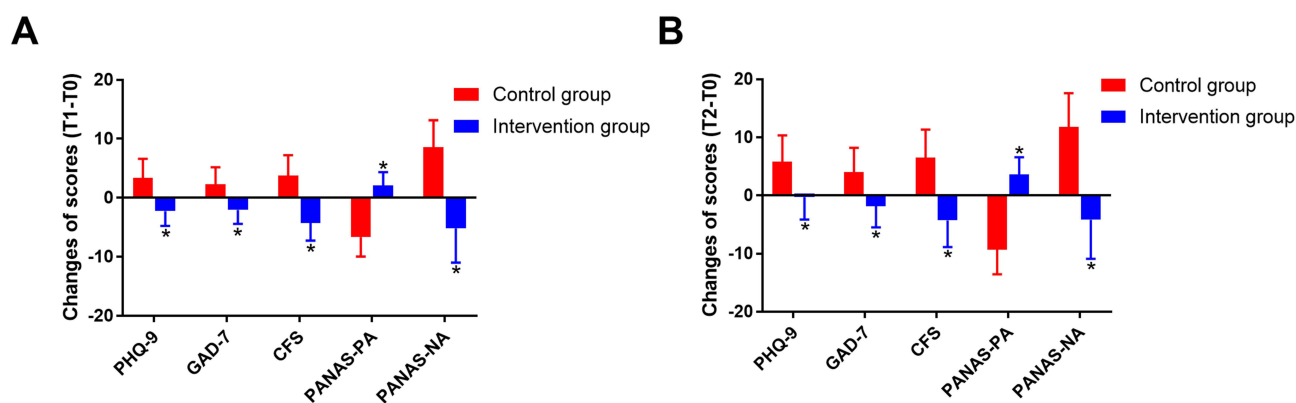 A
Changes of scores (T1-T0)
20
10
0
-10
-20
Control group
Intervention group
*
*
*
*
*
PHQ-9
GAD-7
CFS
PANAS-PA
PANAS-NA
B
Changes of scores (T2-T0)
20
10
0
-10
-20
Control group
Intervention group
*
*
*
*
*
PHQ-9
GAD-7
CFS
PANAS-PA
PANAS-NA